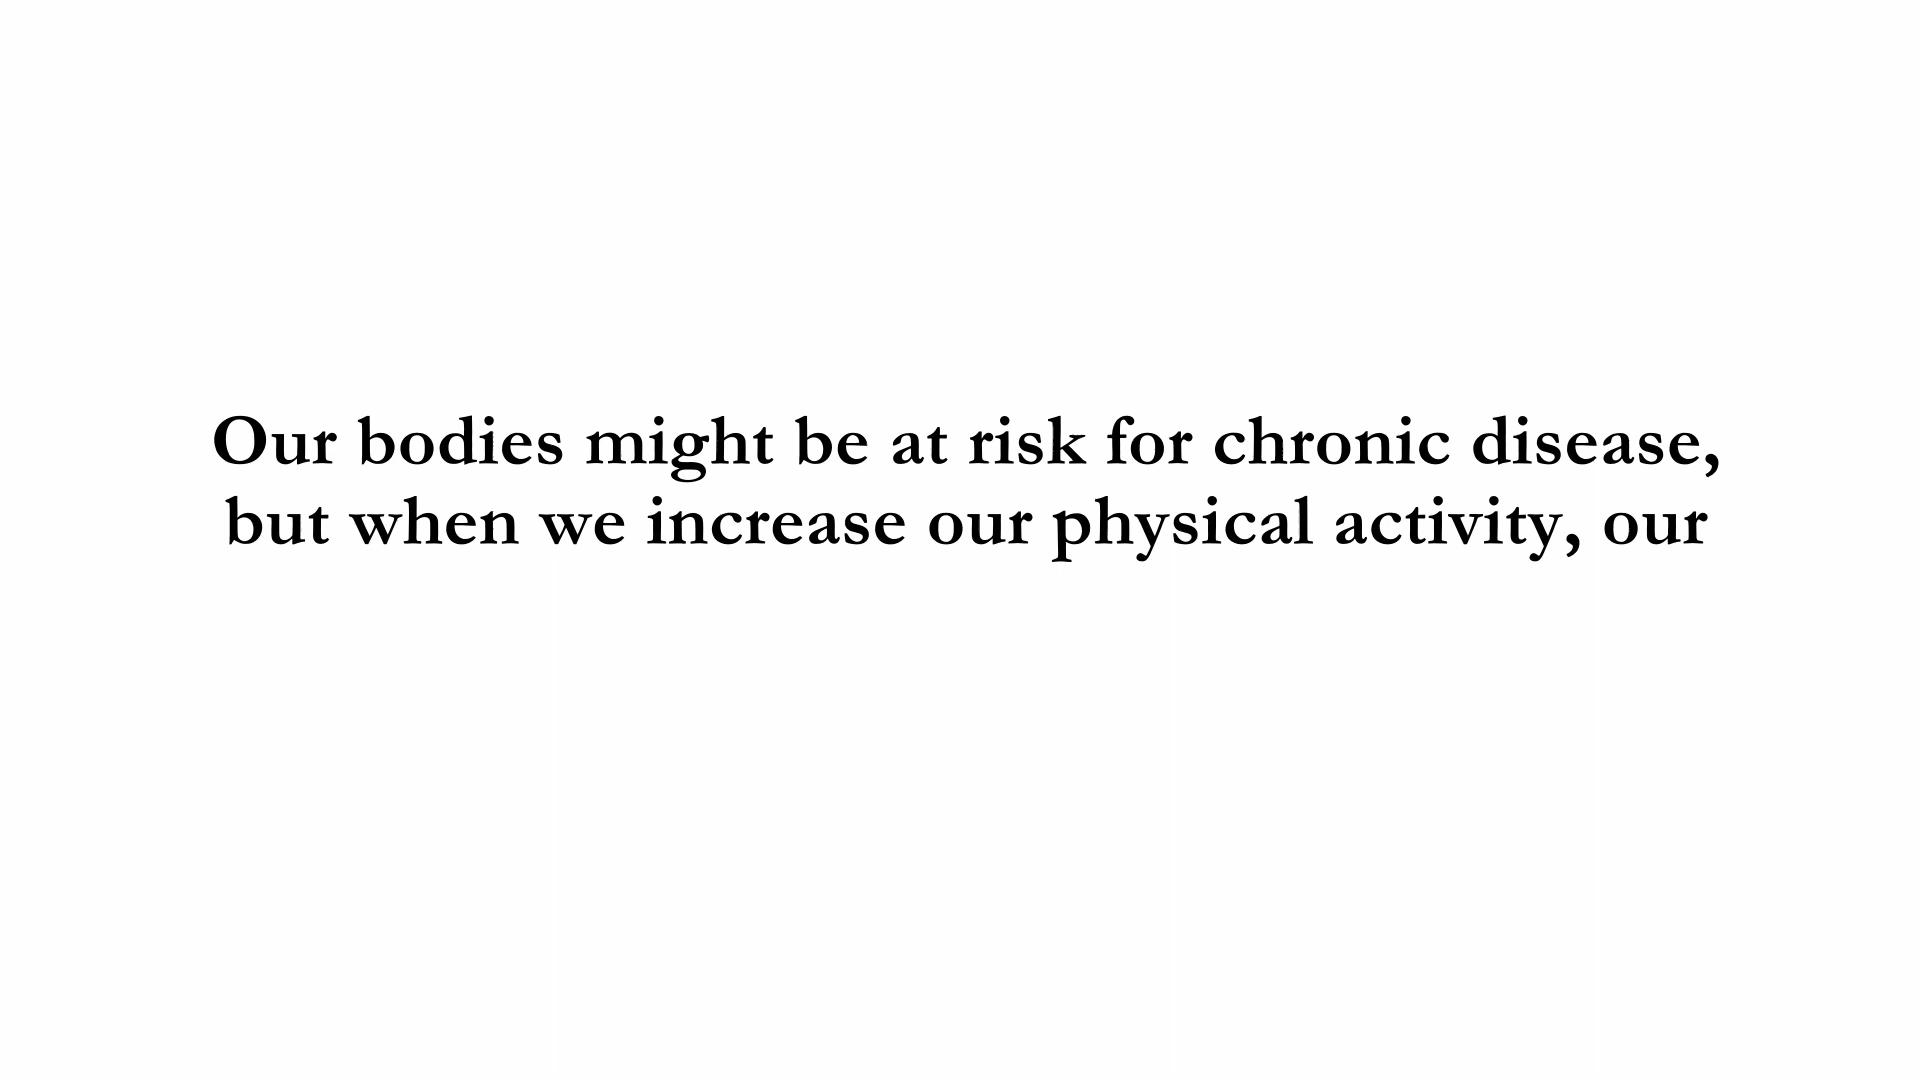 Our bodies might be at risk for chronic disease,
but when we increase our physical activity, our